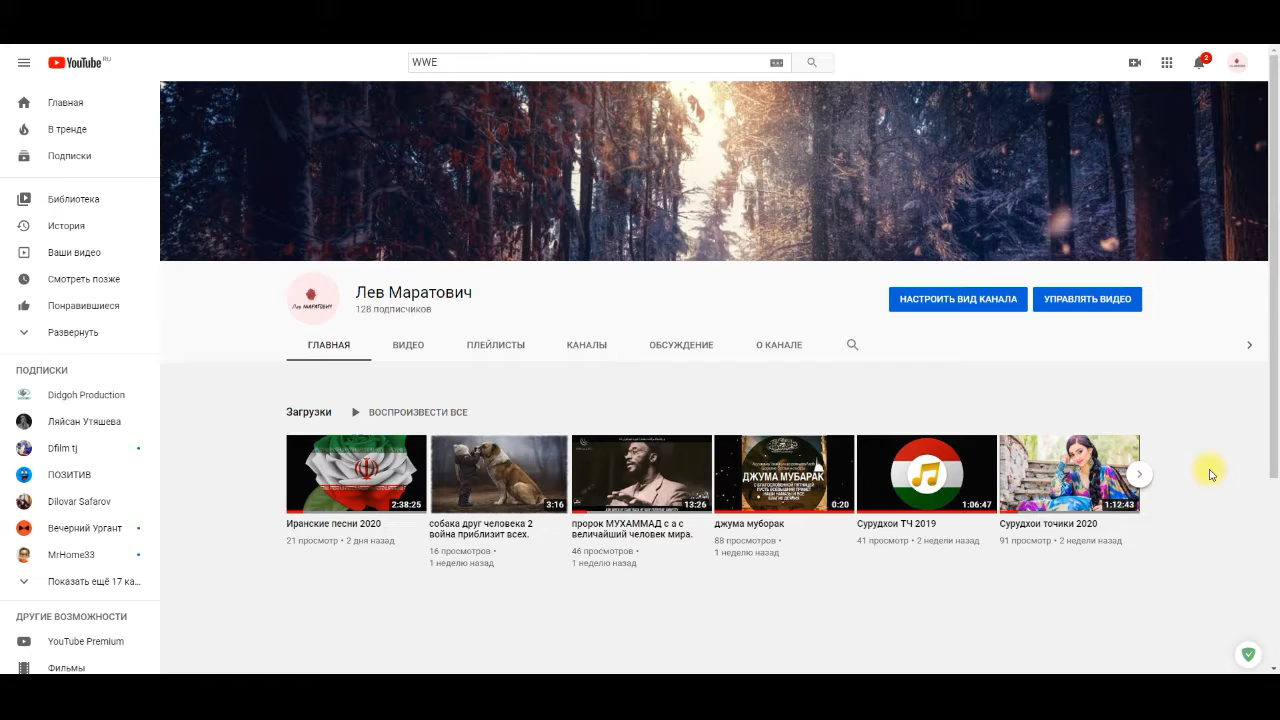 YouTube RU
WWE
2
Главная
В тренде
Подписки
Библиотека
История
Ваши видео
Смотреть позже
Понравившиеся
Развернуть
ПОДПИСКИ
Didgoh Production
Ляйсан Утяшева
Dfilm tj
ПОЗИТИВ
Dilovar Safarov
Вечерний Ургант
MrHome33
Показать ещё 17 ка...
ДРУГИЕ ВОЗМОЖНОСТИ
YouTube Premium
Фильмы
Лев Маратович
Лев Маратович
128 подписчиков
НАСТРОИТЬ ВИД КАНАЛА
УПРАВЛЯТЬ ВИДЕО
ГЛАВНАЯ ВИДЕО ПЛЕЙЛИСТЫ КАНАЛЫ ОБСУЖДЕНИЕ О КАНАЛЕ
Загрузки ВОСПРОИЗВЕСТИ ВСЕ
2:38:25
Иранские песни 2020
21 просмотр • 2 дня назад
3:16
собака друг человека 2
война приблизит всех.
16 просмотров •
1 неделю назад
13:26
пророк МУХАММАД с а с
величайший человек мира.
46 просмотров •
1 неделю назад
ДЖУМА МУБАРАК
0:20
джума муборак
88 просмотров •
1 неделю назад
1:06:47
Сурудхои ТЧ 2019
41 просмотр • 2 недели назад
1:12:43
Сурудхои точики 2020
91 просмотр • 2 недели назад